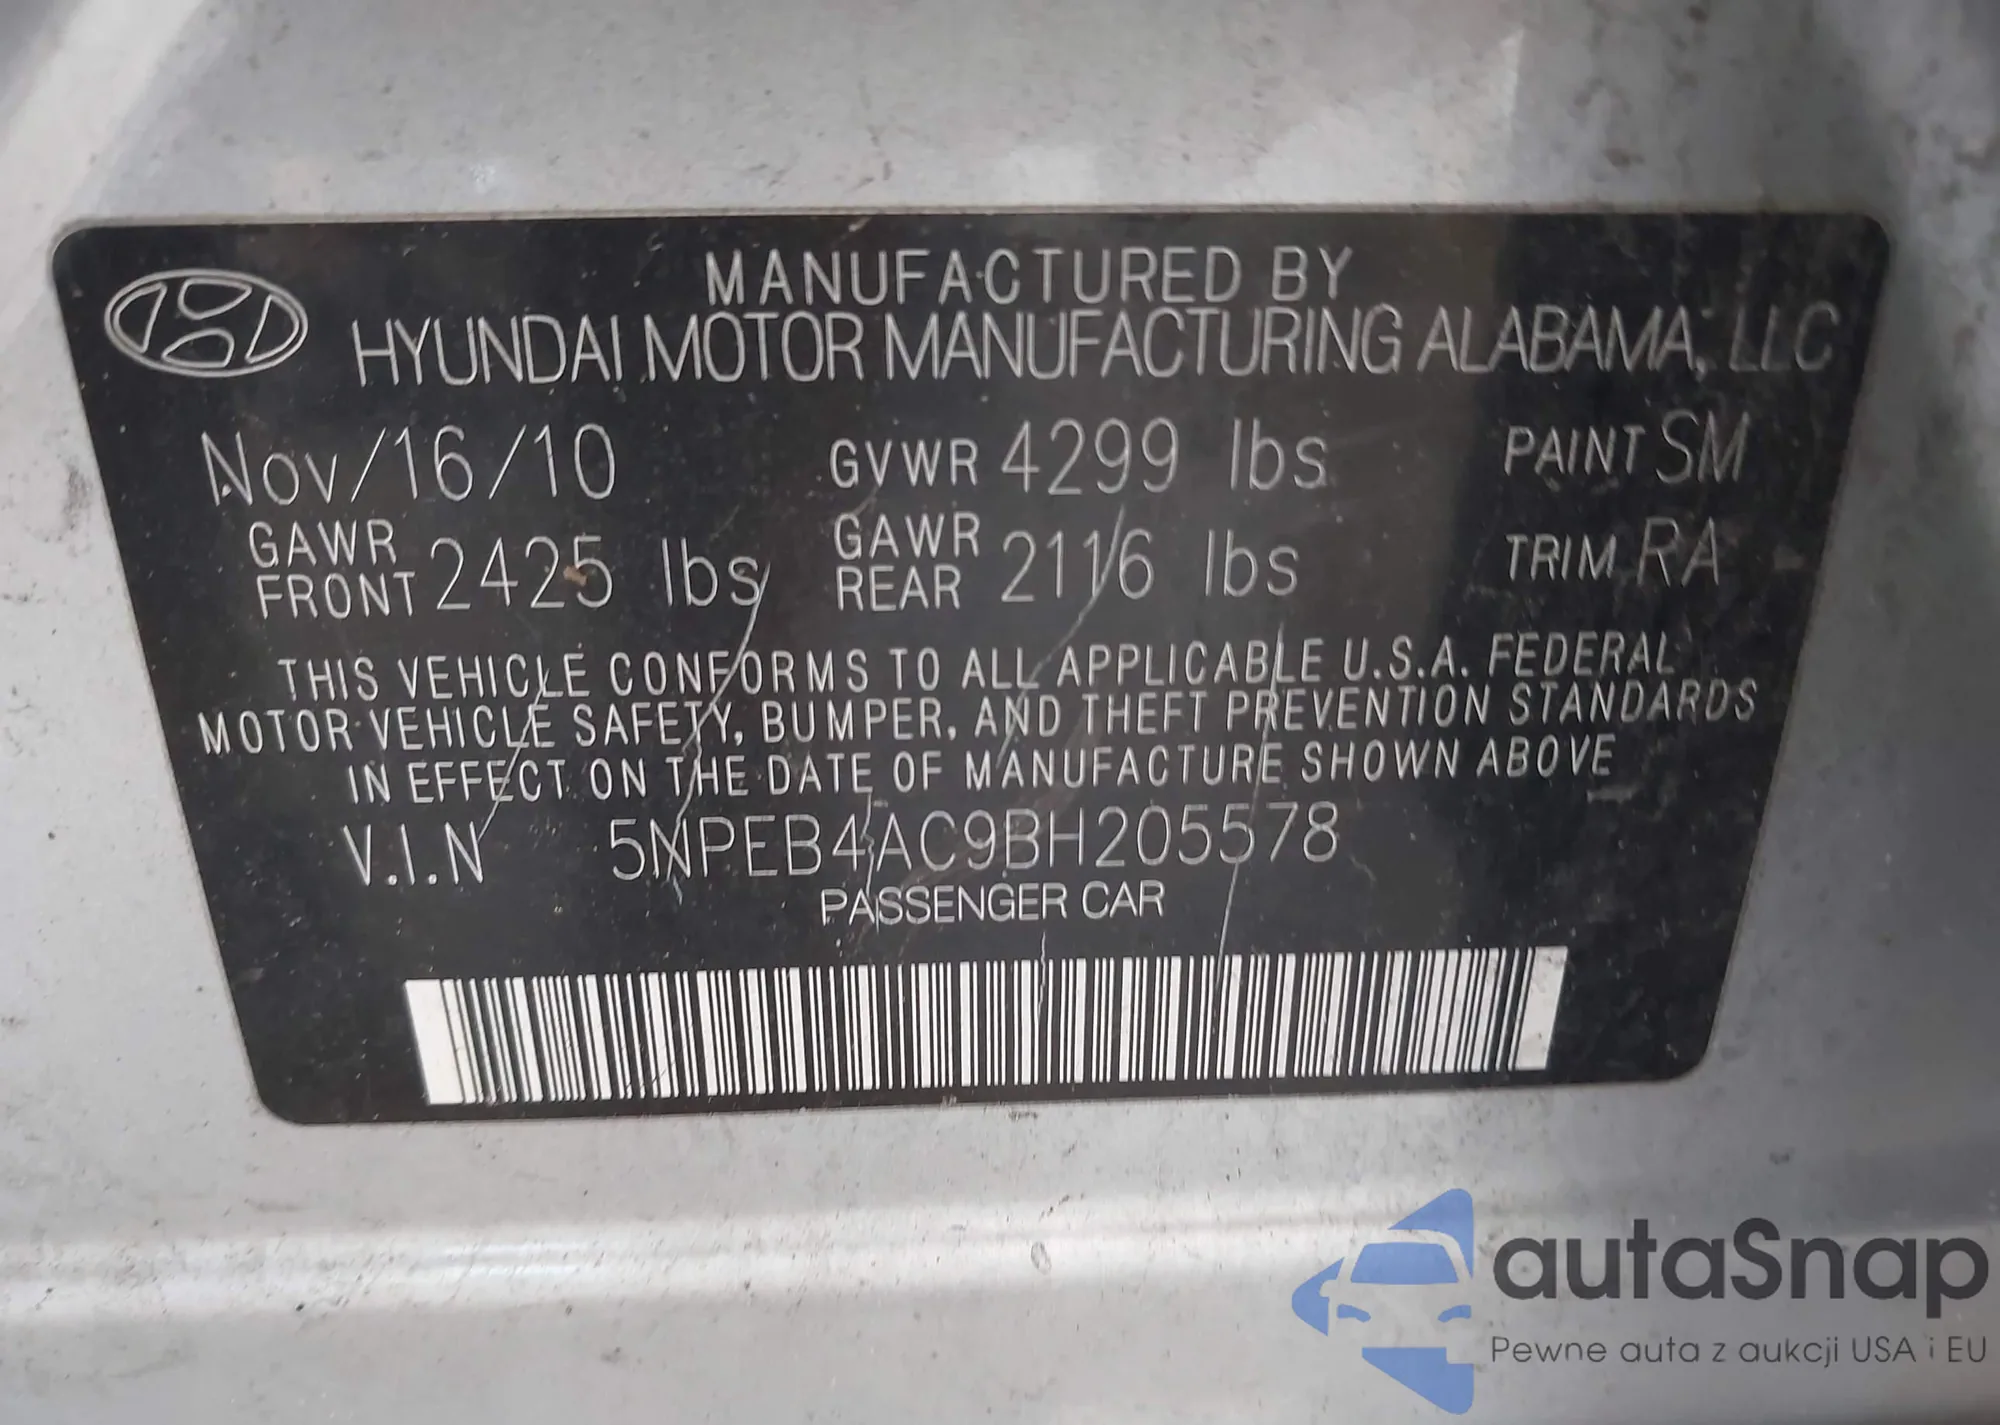 MANUFACTURED BY
HYUNDAI MOTOR MANUFACTURING ALABAMA, LLC
Nov/16/10 GVWR 4299 lbs PAINT SM
GAWR FRONT 2425 lbs GAWR REAR 2116 lbs TRIM RA
THIS VEHICLE CONFORMS TO ALL APPLICABLE U.S.A. FEDERAL
MOTOR VEHICLE SAFETY, BUMPER, AND THEFT PREVENTION STANDARDS
IN EFFECT ON THE DATE OF MANUFACTURE SHOWN ABOVE
V.I.N 5NPEB4AC9BH205578
PASSENGER CAR
autaSnap
Pewne auta z aukcji USA i EU